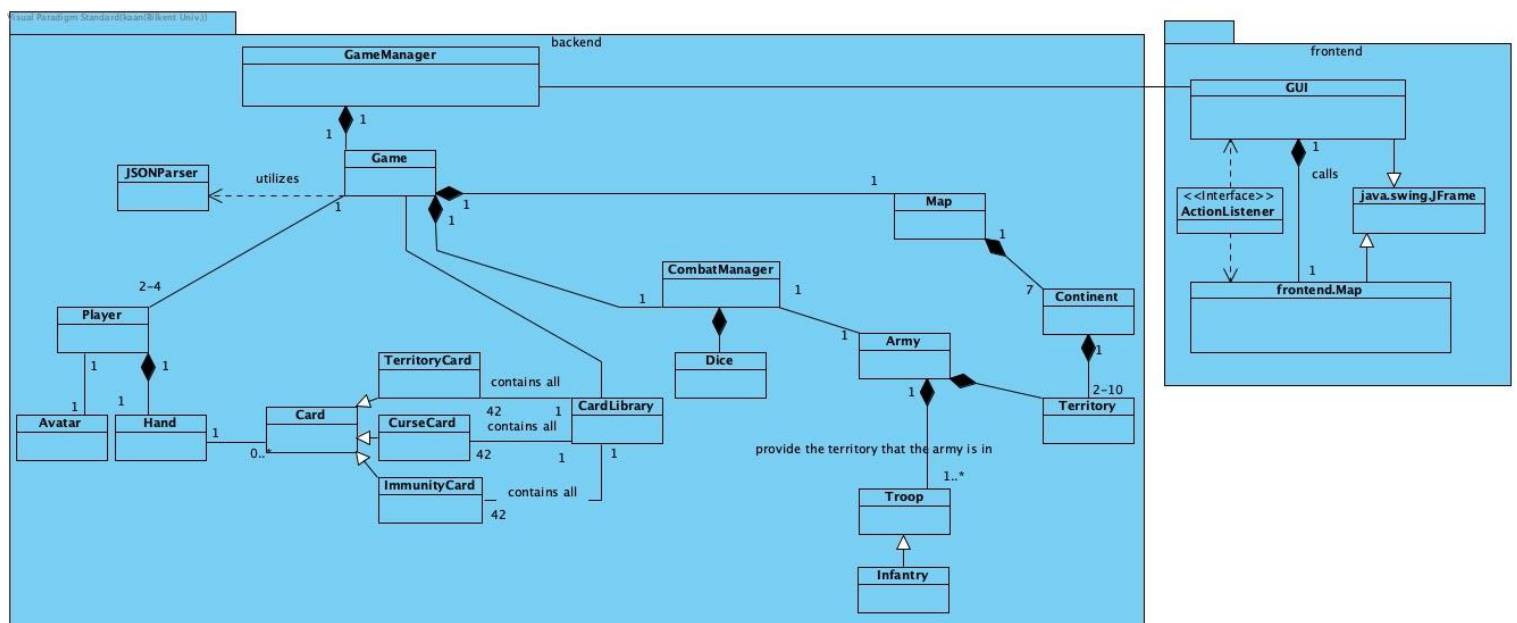 Visual Paradigm Standard(kaan(Bilkent Univ.))
backend
GameManager
1
1
Game
JSONParser
utilizes
1
1
1
1
Map
1
2-4
1
7
Continent
1
2-10
CombatManager
1
1
Dice
1
Army
1
Territory
provide the territory that the army is in
1..*
Troop
Infantry
Player
1
1
1
1
Avatar
Hand
1
0..*
Card
TerritoryCard
contains all
42
1
CardLibrary
CurseCard
contains all
42
1
1
ImmunityCard
contains all
42
frontend
GUI
1
calls
<<Interface>>
ActionListener
java.swing.JFrame
1
frontend.Map